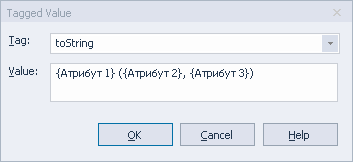 Tagged Value
Tag:
toString
Value:
{Атрибут 1} ({Атрибут 2}, {Атрибут 3})
OK
Cancel
Help